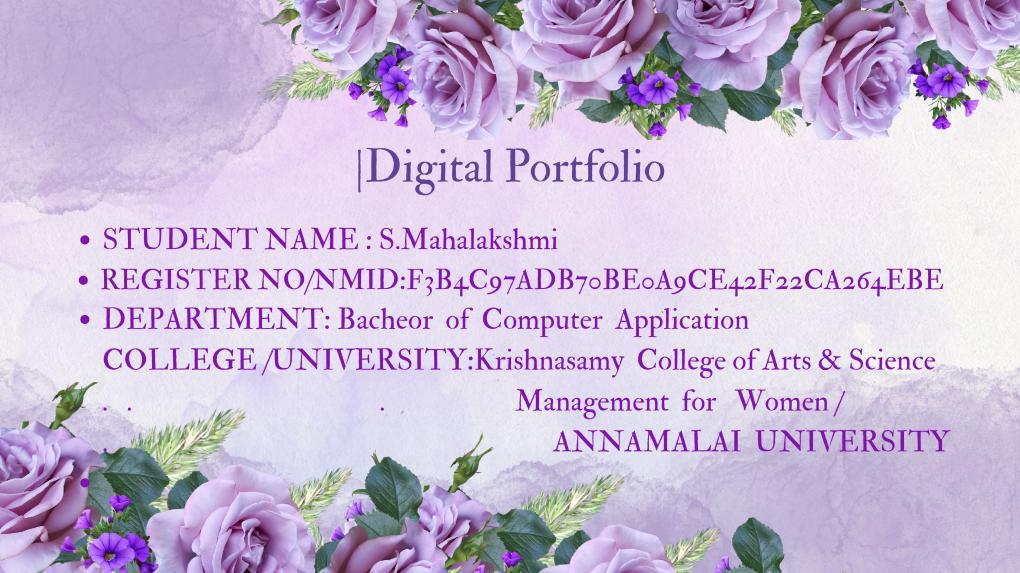 |Digital Portfolio
• STUDENT NAME : S.Mahalakshmi
• REGISTER NO/NMID:F3B4C97ADB70BE0A9CE42F22CA264EBE
• DEPARTMENT: Bacheor of Computer Application
COLLEGE /UNIVERSITY:Krishnasamy College of Arts & Science
. . . Management for Women /
ANNAMALAI UNIVERSITY
•